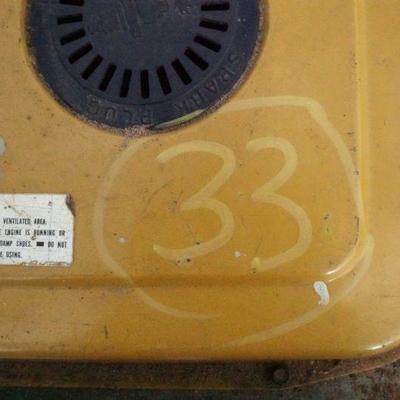 SPARK PLUG
33
VENTILATED AREA.
ENGINE IS RUNNING OR
DAMP SHOES. DO NOT
USING.